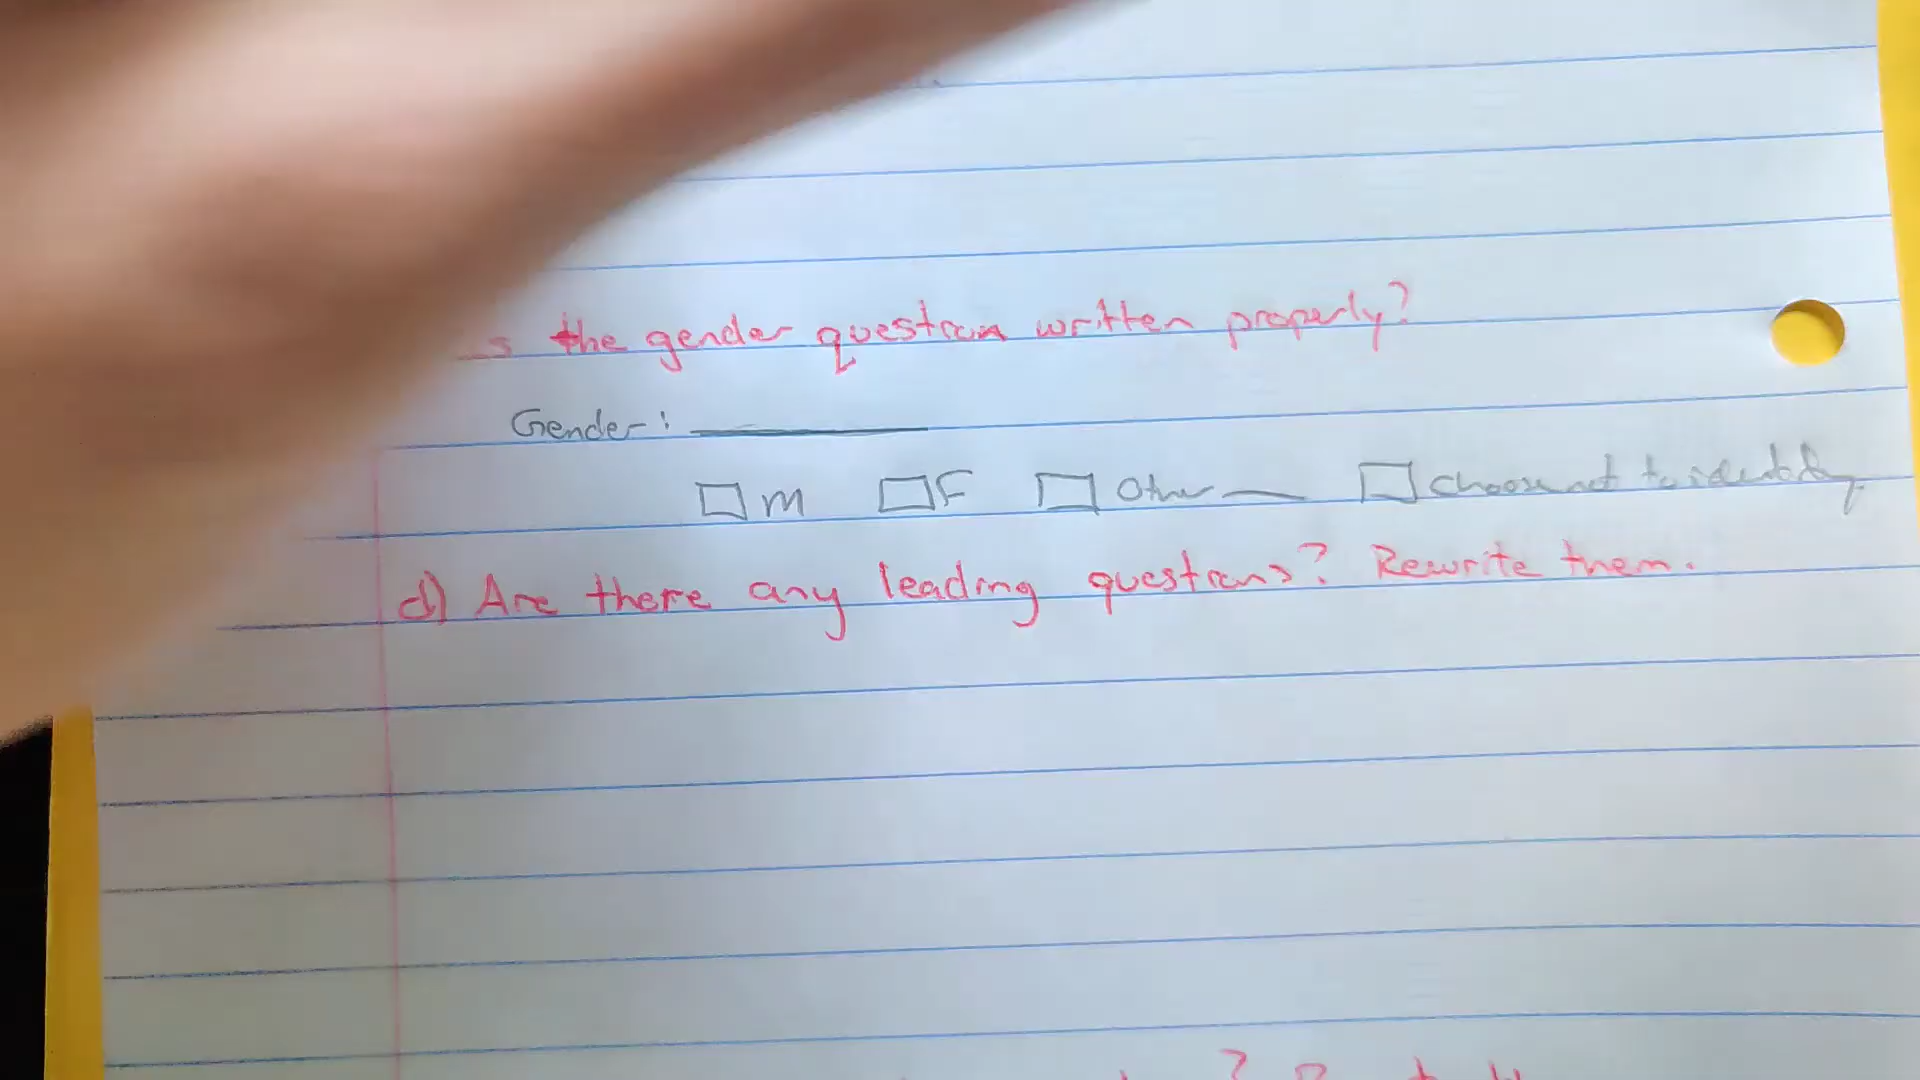 s the gender question written properly?
Gender:
M F Other Choose not to identify
d) Are there any leading questions? Rewrite them.